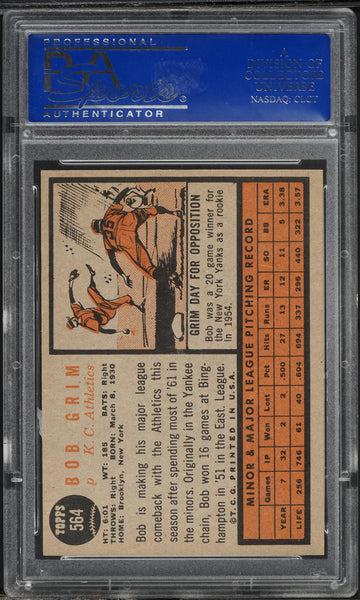 PROFESSIONAL
PSA
Sports
AUTHENTICATOR
A
DIVISION OF
COLLECTORS
UNIVERSE
NASDAQ: CLCT
TOPPS
564
BOB GRIM
p K. C. Athletics
HT: 6:01 WT: 185 BATS: Right
THROWS: Right BORN: March 8, 1930
HOME: Brooklyn, New York
Bob is making his major league
comeback with the Athletics this
season after spending most of '61 in
the minors. Originally in the Yankee
chain, Bob won 16 games at Bing-
hampton in '51 in the East. League.
©T.C.G. PRINTED IN U.S.A.
55
GRIM DAY FOR OPPOSITION
Bob was a 20 game winner for
the New York Yanks as a rookie
in 1954.
MINOR & MAJOR LEAGUE PITCHING RECORD
Games IP Won Lost Pct Hits Runs ER SO BB ERA
YEAR 7 32 2 2 .500 27 13 12 11 5 3.38
LIFE 256 746 61 40 .604 694 337 296 440 322 3.57